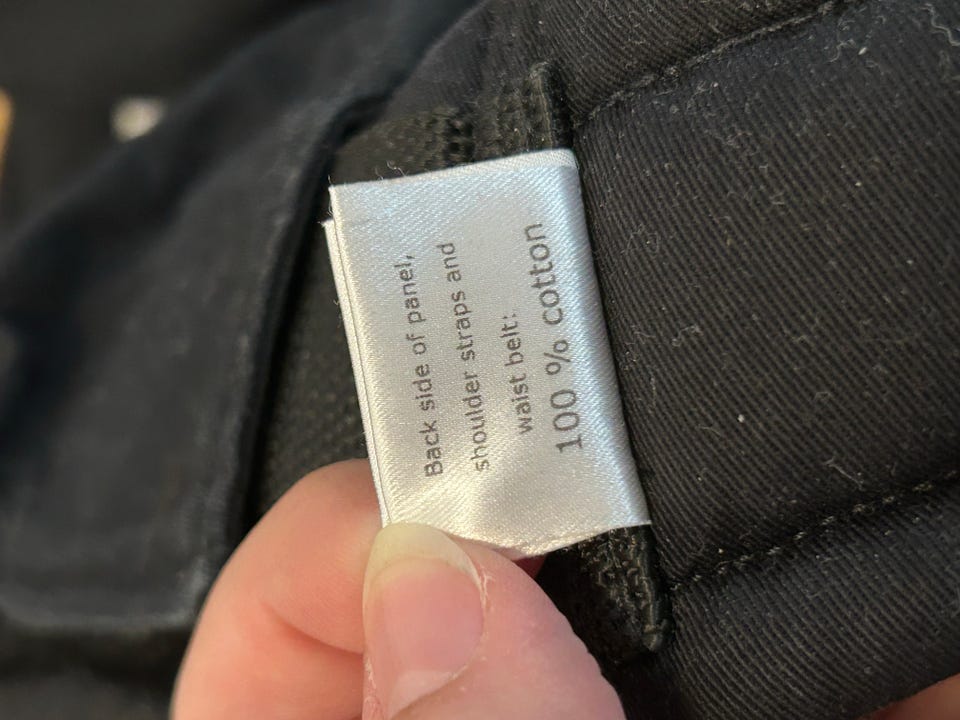 Back side of panel,
shoulder straps and
waist belt:
100 % cotton